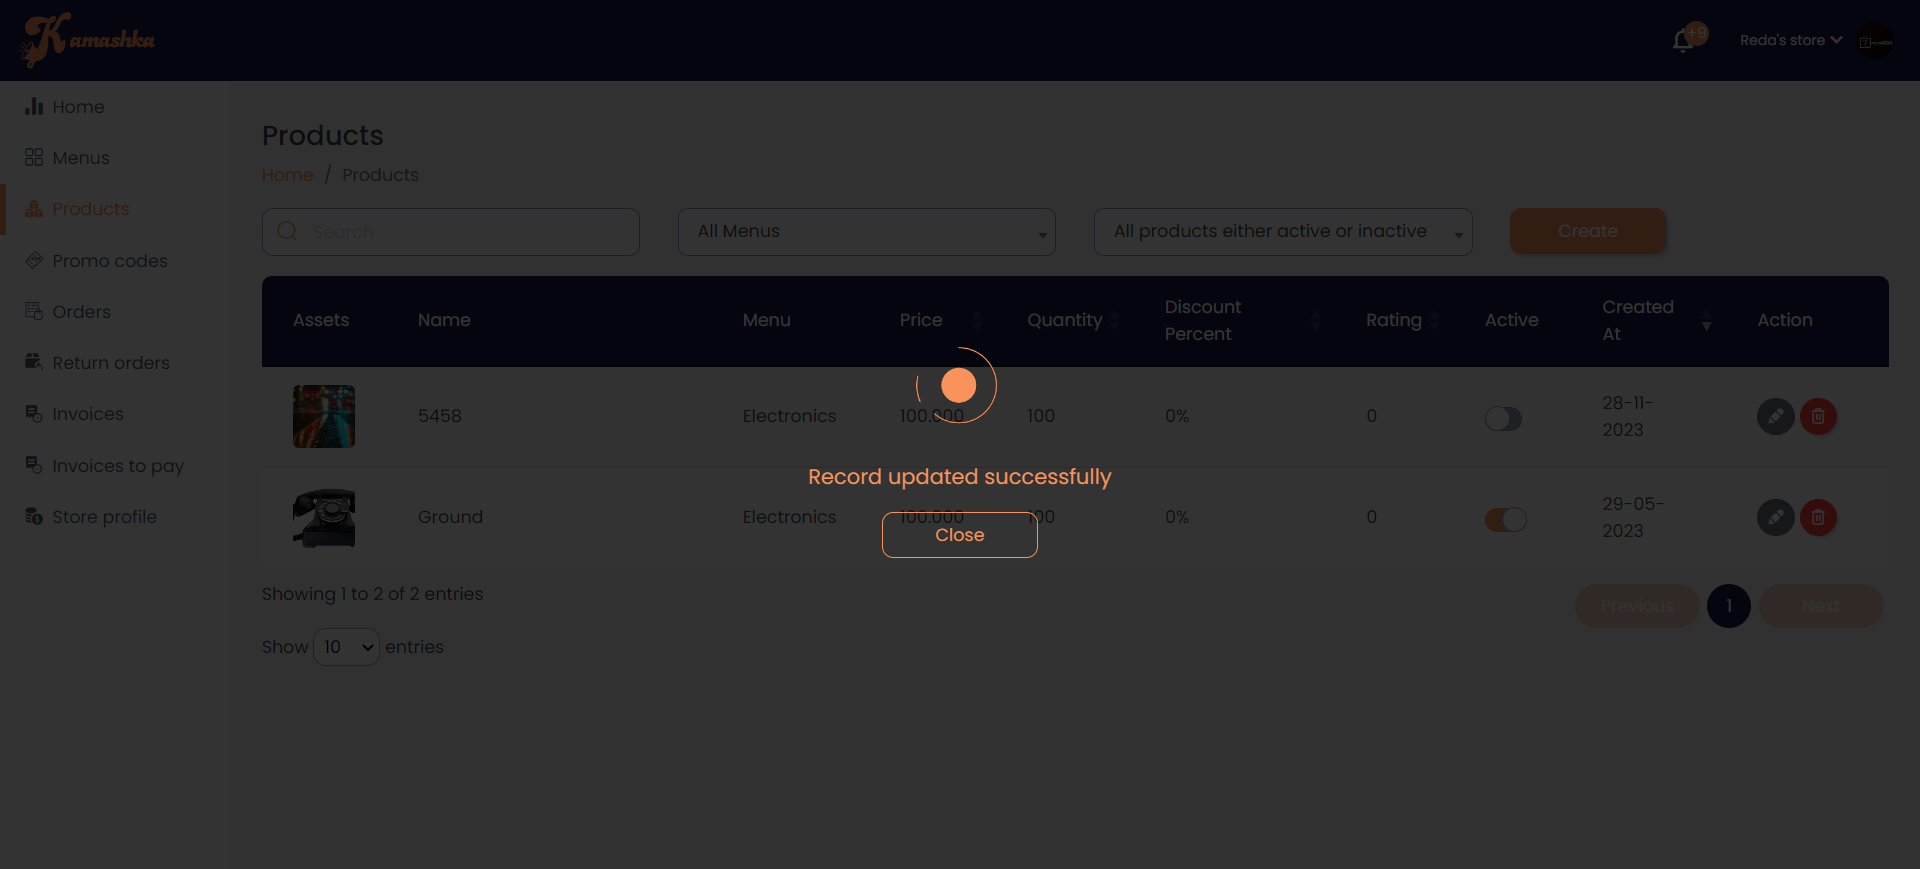 Kamashka
+9
Reda's store
Home
Menus
Products
Promo codes
Orders
Return orders
Invoices
Invoices to pay
Store profile
Products
Home / Products
Search
All Menus
All products either active or inactive
Create
Assets Name Menu Price Quantity Discount Percent Rating Active Created At Action
5458 Electronics 100.000 100 0% 0 28-11-2023
Record updated successfully
Ground Electronics 100.000 100 0% 0 29-05-2023
Close
Showing 1 to 2 of 2 entries
Previous 1 Next
Show 10 entries